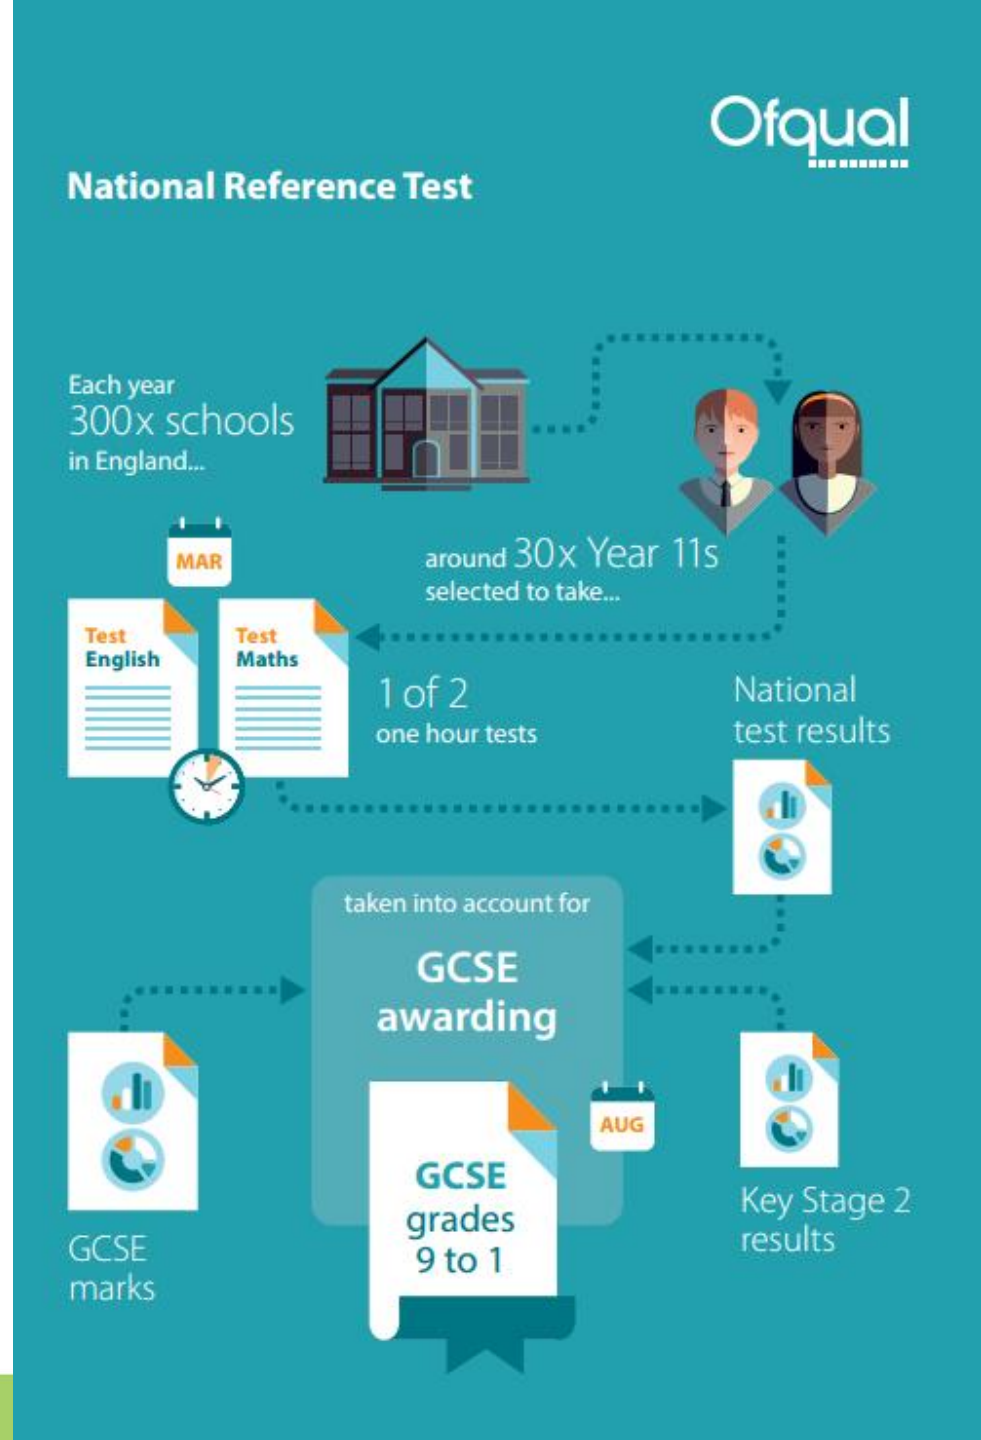 Ofqual
National Reference Test
Each year
300x schools
in England...
around 30x Year 11s
selected to take...
MAR
Test
English
Test
Maths
1 of 2
one hour tests
National
test results
taken into account for
GCSE
awarding
AUG
GCSE
grades
9 to 1
GCSE
marks
Key Stage 2
results